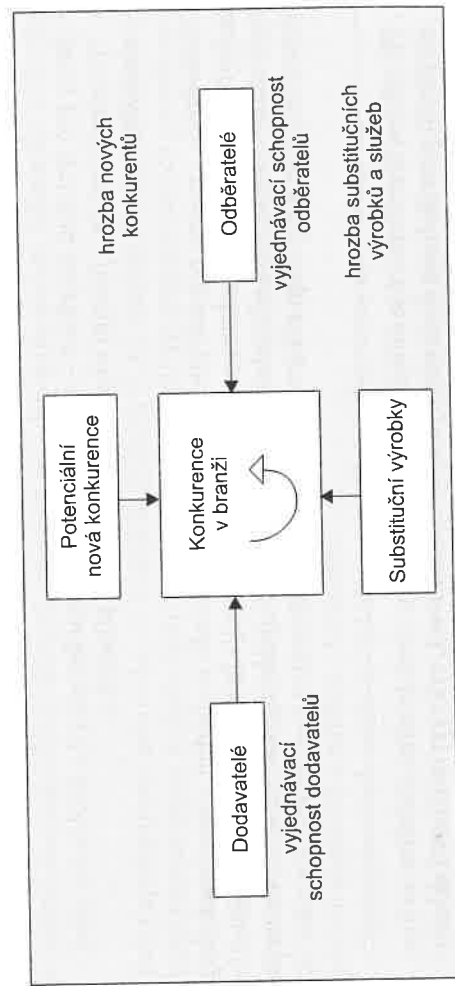 Potenciální
nová konkurence
hrozba nových
konkurentů
Dodavatelé
vyjednávací
schopnost dodavatelů
Konkurence
v branži
Odběratelé
vyjednávací schopnost
odběratelů
Substituční výrobky
hrozba substitučních
výrobků a služeb